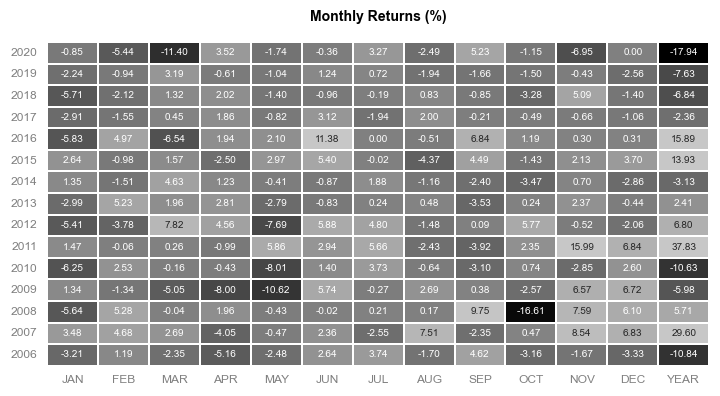 Monthly Returns (%)
2020 -0.85 -5.44 -11.40 3.52 -1.74 -0.36 3.27 -2.49 5.23 -1.15 -6.95 0.00 -17.94
2019 -2.24 -0.94 3.19 -0.61 -1.04 1.24 0.72 -1.94 -1.66 -1.50 -0.43 -2.56 -7.63
2018 -5.71 -2.12 1.32 2.02 -1.40 -0.96 -0.19 0.83 -0.85 -3.28 5.09 -1.40 -6.84
2017 -2.91 -1.55 0.45 1.86 -0.82 3.12 -1.94 2.00 -0.21 -0.49 -0.66 -1.06 -2.36
2016 -5.83 4.97 -6.54 1.94 2.10 11.38 0.00 -0.51 6.84 1.19 0.30 0.31 15.89
2015 2.64 -0.98 1.57 -2.50 2.97 5.40 -0.02 -4.37 4.49 -1.43 2.13 3.70 13.93
2014 1.35 -1.51 4.63 1.23 -0.41 -0.87 1.88 -1.16 -2.40 -3.47 0.70 -2.86 -3.13
2013 -2.99 5.23 1.96 2.81 -2.79 -0.83 0.24 0.48 -3.53 0.24 2.37 -0.44 2.41
2012 -5.41 -3.78 7.82 4.56 -7.69 5.88 4.80 -1.48 0.09 5.77 -0.52 -2.06 6.80
2011 1.47 -0.06 0.26 -0.99 5.86 2.94 5.66 -2.43 -3.92 2.35 15.99 6.84 37.83
2010 -6.25 2.53 -0.16 -0.43 -8.01 1.40 3.73 -0.64 -3.10 0.74 -2.85 2.60 -10.63
2009 1.34 -1.34 -5.05 -8.00 -10.62 5.74 -0.27 2.69 0.38 -2.57 6.57 6.72 -5.98
2008 -5.64 5.28 -0.04 1.96 -0.43 -0.02 0.21 0.17 9.75 -16.61 7.59 6.10 5.71
2007 3.48 4.68 2.69 -4.05 -0.47 2.36 -2.55 7.51 -2.35 0.47 8.54 6.83 29.60
2006 -3.21 1.19 -2.35 -5.16 -2.48 2.64 3.74 -1.70 4.62 -3.16 -1.67 -3.33 -10.84
JAN FEB MAR APR MAY JUN JUL AUG SEP OCT NOV DEC YEAR